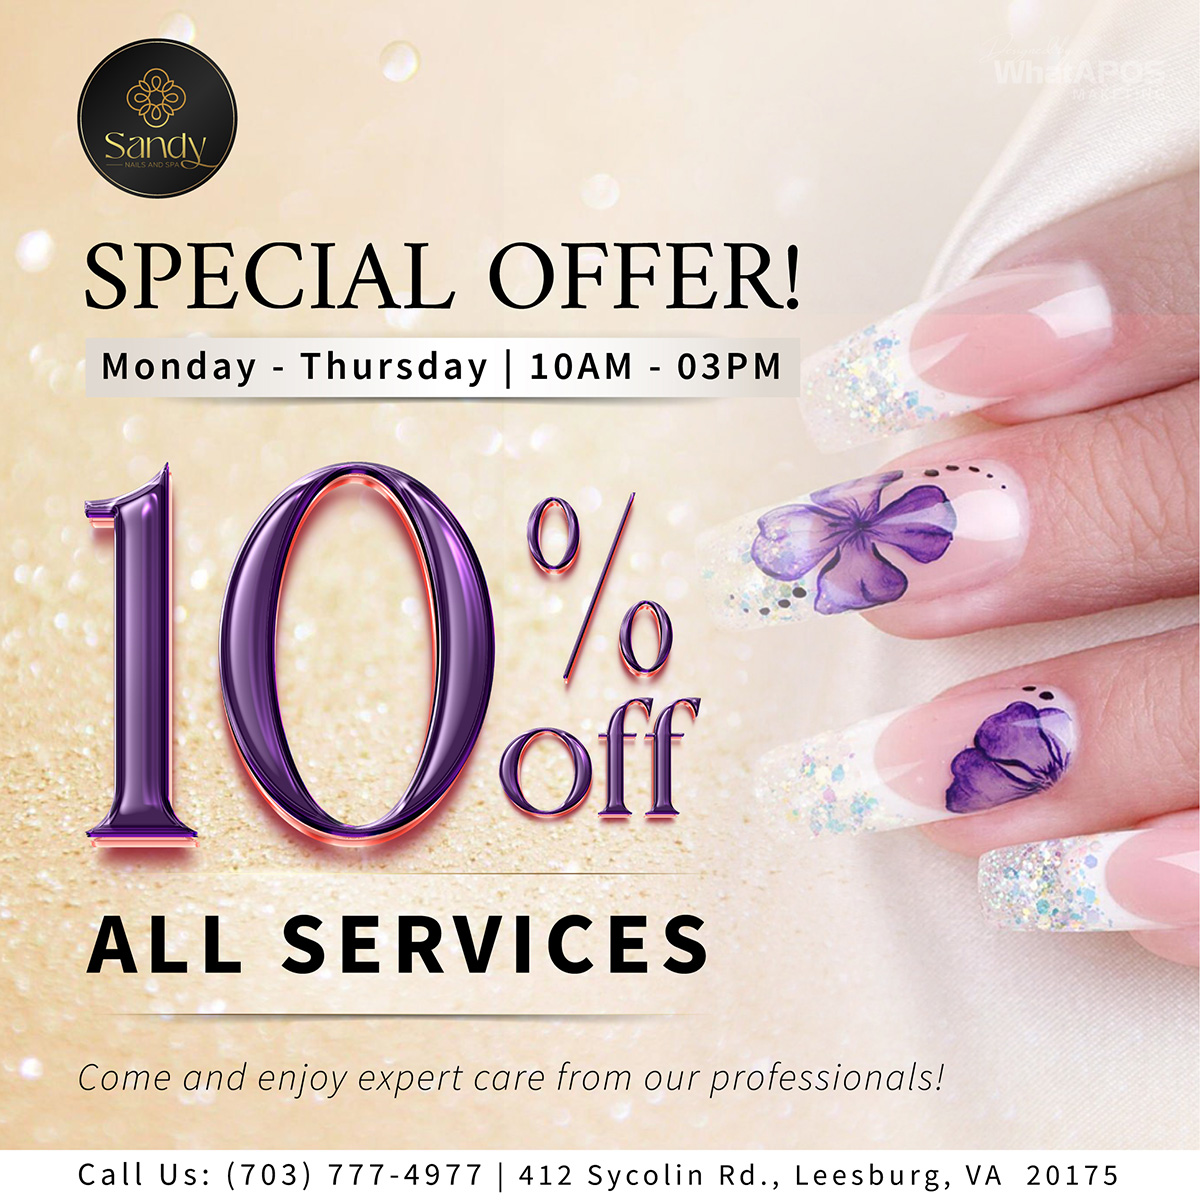 WhatAPOS
MARKETING
Sandy
NAILS AND SPA
SPECIAL OFFER!
Monday - Thursday | 10AM - 03PM
10% off
ALL SERVICES
Come and enjoy expert care from our professionals!
Call Us: (703) 777-4977 | 412 Sycolin Rd., Leesburg, VA 20175